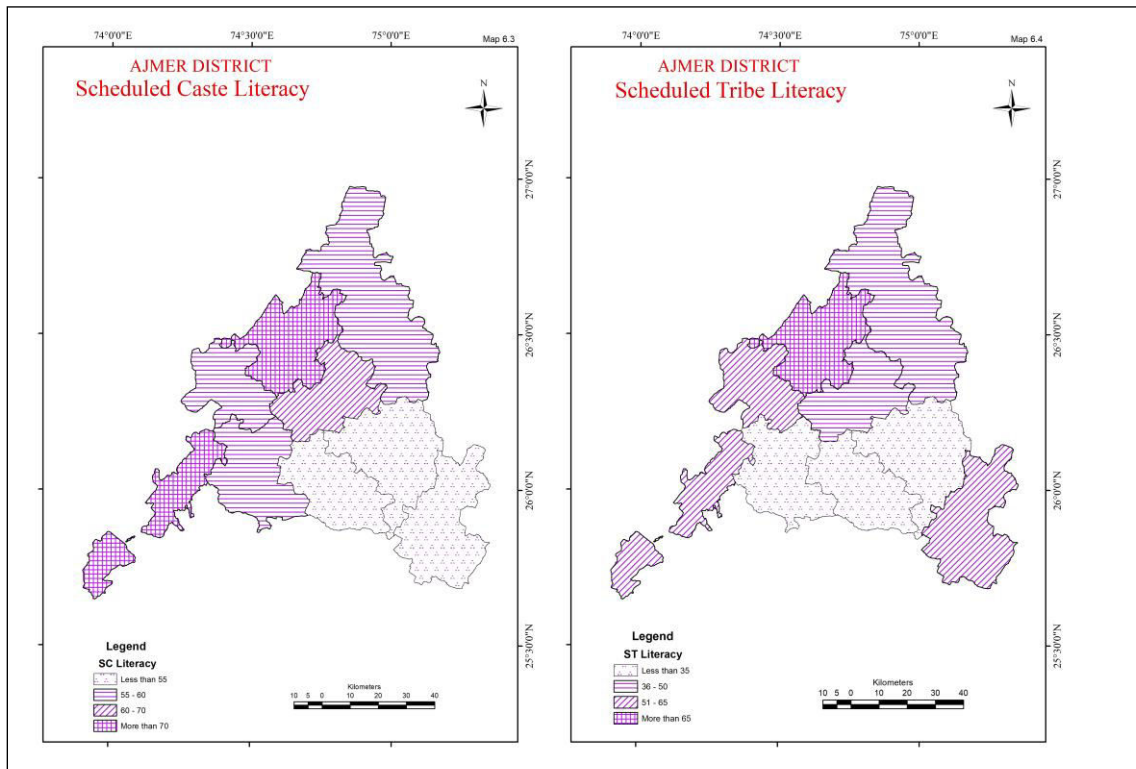 74°0'0"E 74°30'0"E 75°0'0"E
Map 6.3
AJMER DISTRICT
Scheduled Caste Literacy
N
27°0'0"N
26°30'0"N
26°0'0"N
25°30'0"N
Legend
SC Literacy
Less than 55
55 - 60
60 - 70
More than 70
Kilometers
10 5 0 10 20 30 40
74°0'0"E 74°30'0"E 75°0'0"E
Map 6.4
AJMER DISTRICT
Scheduled Tribe Literacy
N
27°0'0"N
26°30'0"N
26°0'0"N
25°30'0"N
Legend
ST Literacy
Less than 35
36 - 50
51 - 65
More than 65
Kilometers
10 5 0 10 20 30 40